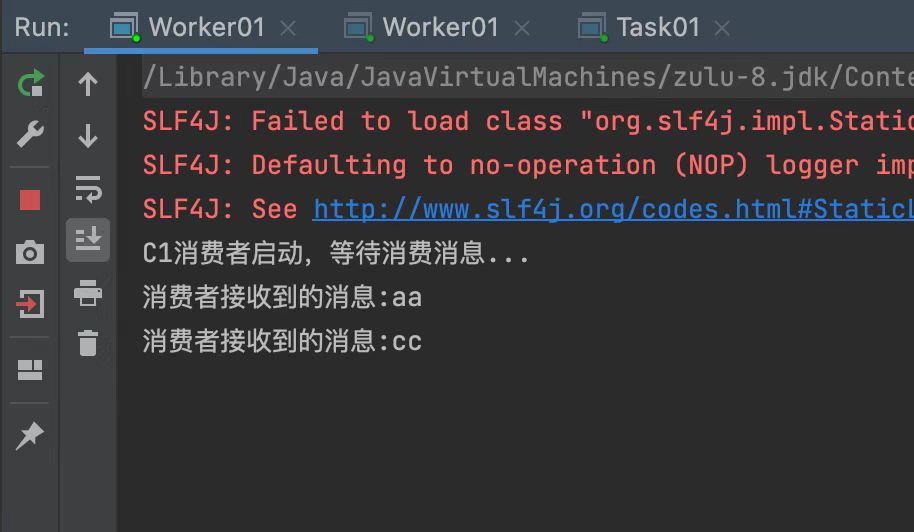 Run: Worker01 Worker01 Task01
/Library/Java/JavaVirtualMachines/zulu-8.jdk/Conte
SLF4J: Failed to load class "org.slf4j.impl.Static
SLF4J: Defaulting to no-operation (NOP) logger imp
SLF4J: See http://www.slf4j.org/codes.html#StaticL
C1消费者启动，等待消费消息...
消费者接收到的消息:aa
消费者接收到的消息:cc